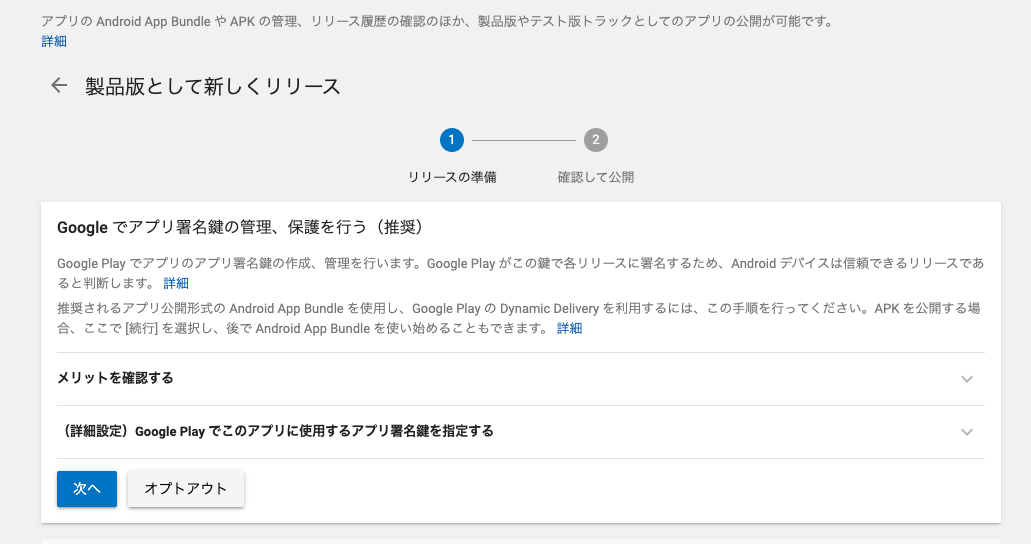 アプリの Android App Bundle や APK の管理、リリース履歴の確認のほか、製品版やテスト版トラックとしてのアプリの公開が可能です。
詳細
製品版として新しくリリース
1
2
リリースの準備
確認して公開
Google でアプリ署名鍵の管理、保護を行う（推奨）
Google Play でアプリのアプリ署名鍵の作成、管理を行います。Google Play がこの鍵で各リリースに署名するため、Android デバイスは信頼できるリリースであ
ると判断します。 詳細
推奨されるアプリ公開形式の Android App Bundle を使用し、Google Play の Dynamic Delivery を利用するには、この手順を行ってください。APK を公開する場
合、ここで [続行] を選択し、後で Android App Bundle を使い始めることもできます。 詳細
メリットを確認する
（詳細設定）Google Play でこのアプリに使用するアプリ署名鍵を指定する
次へ
オプトアウト